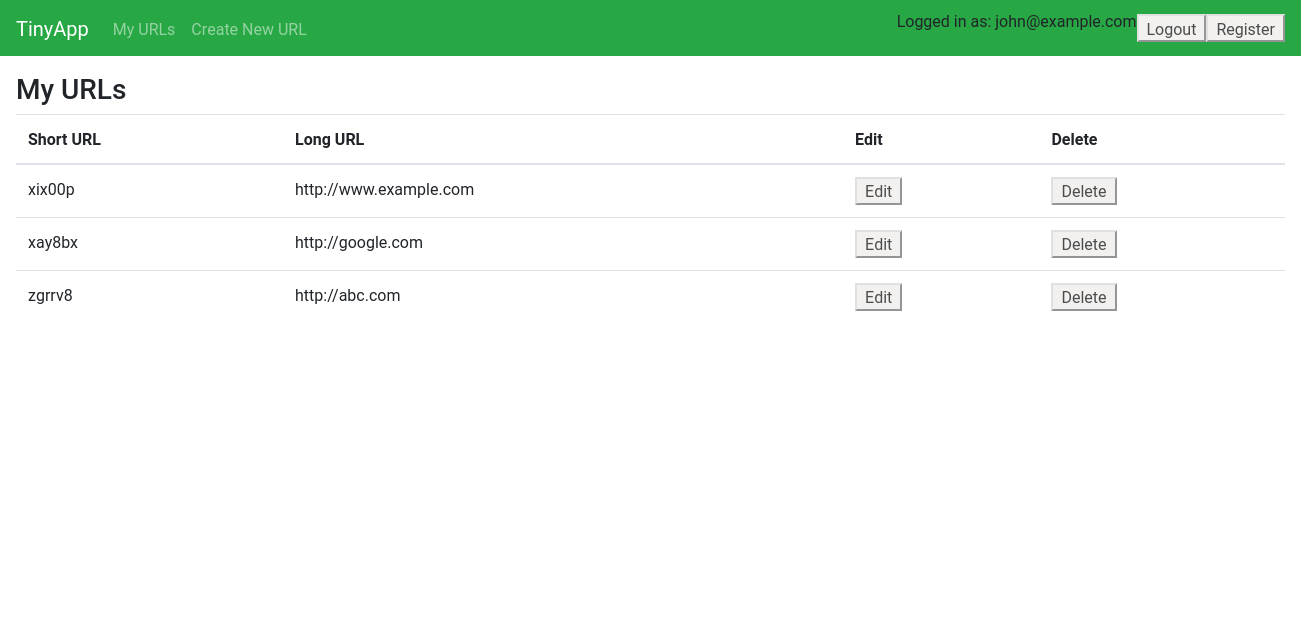 TinyApp My URLs Create New URL Logged in as: john@example.com Logout Register
My URLs
Short URL Long URL Edit Delete
xix00p http://www.example.com Edit Delete
xay8bx http://google.com Edit Delete
zgrrv8 http://abc.com Edit Delete